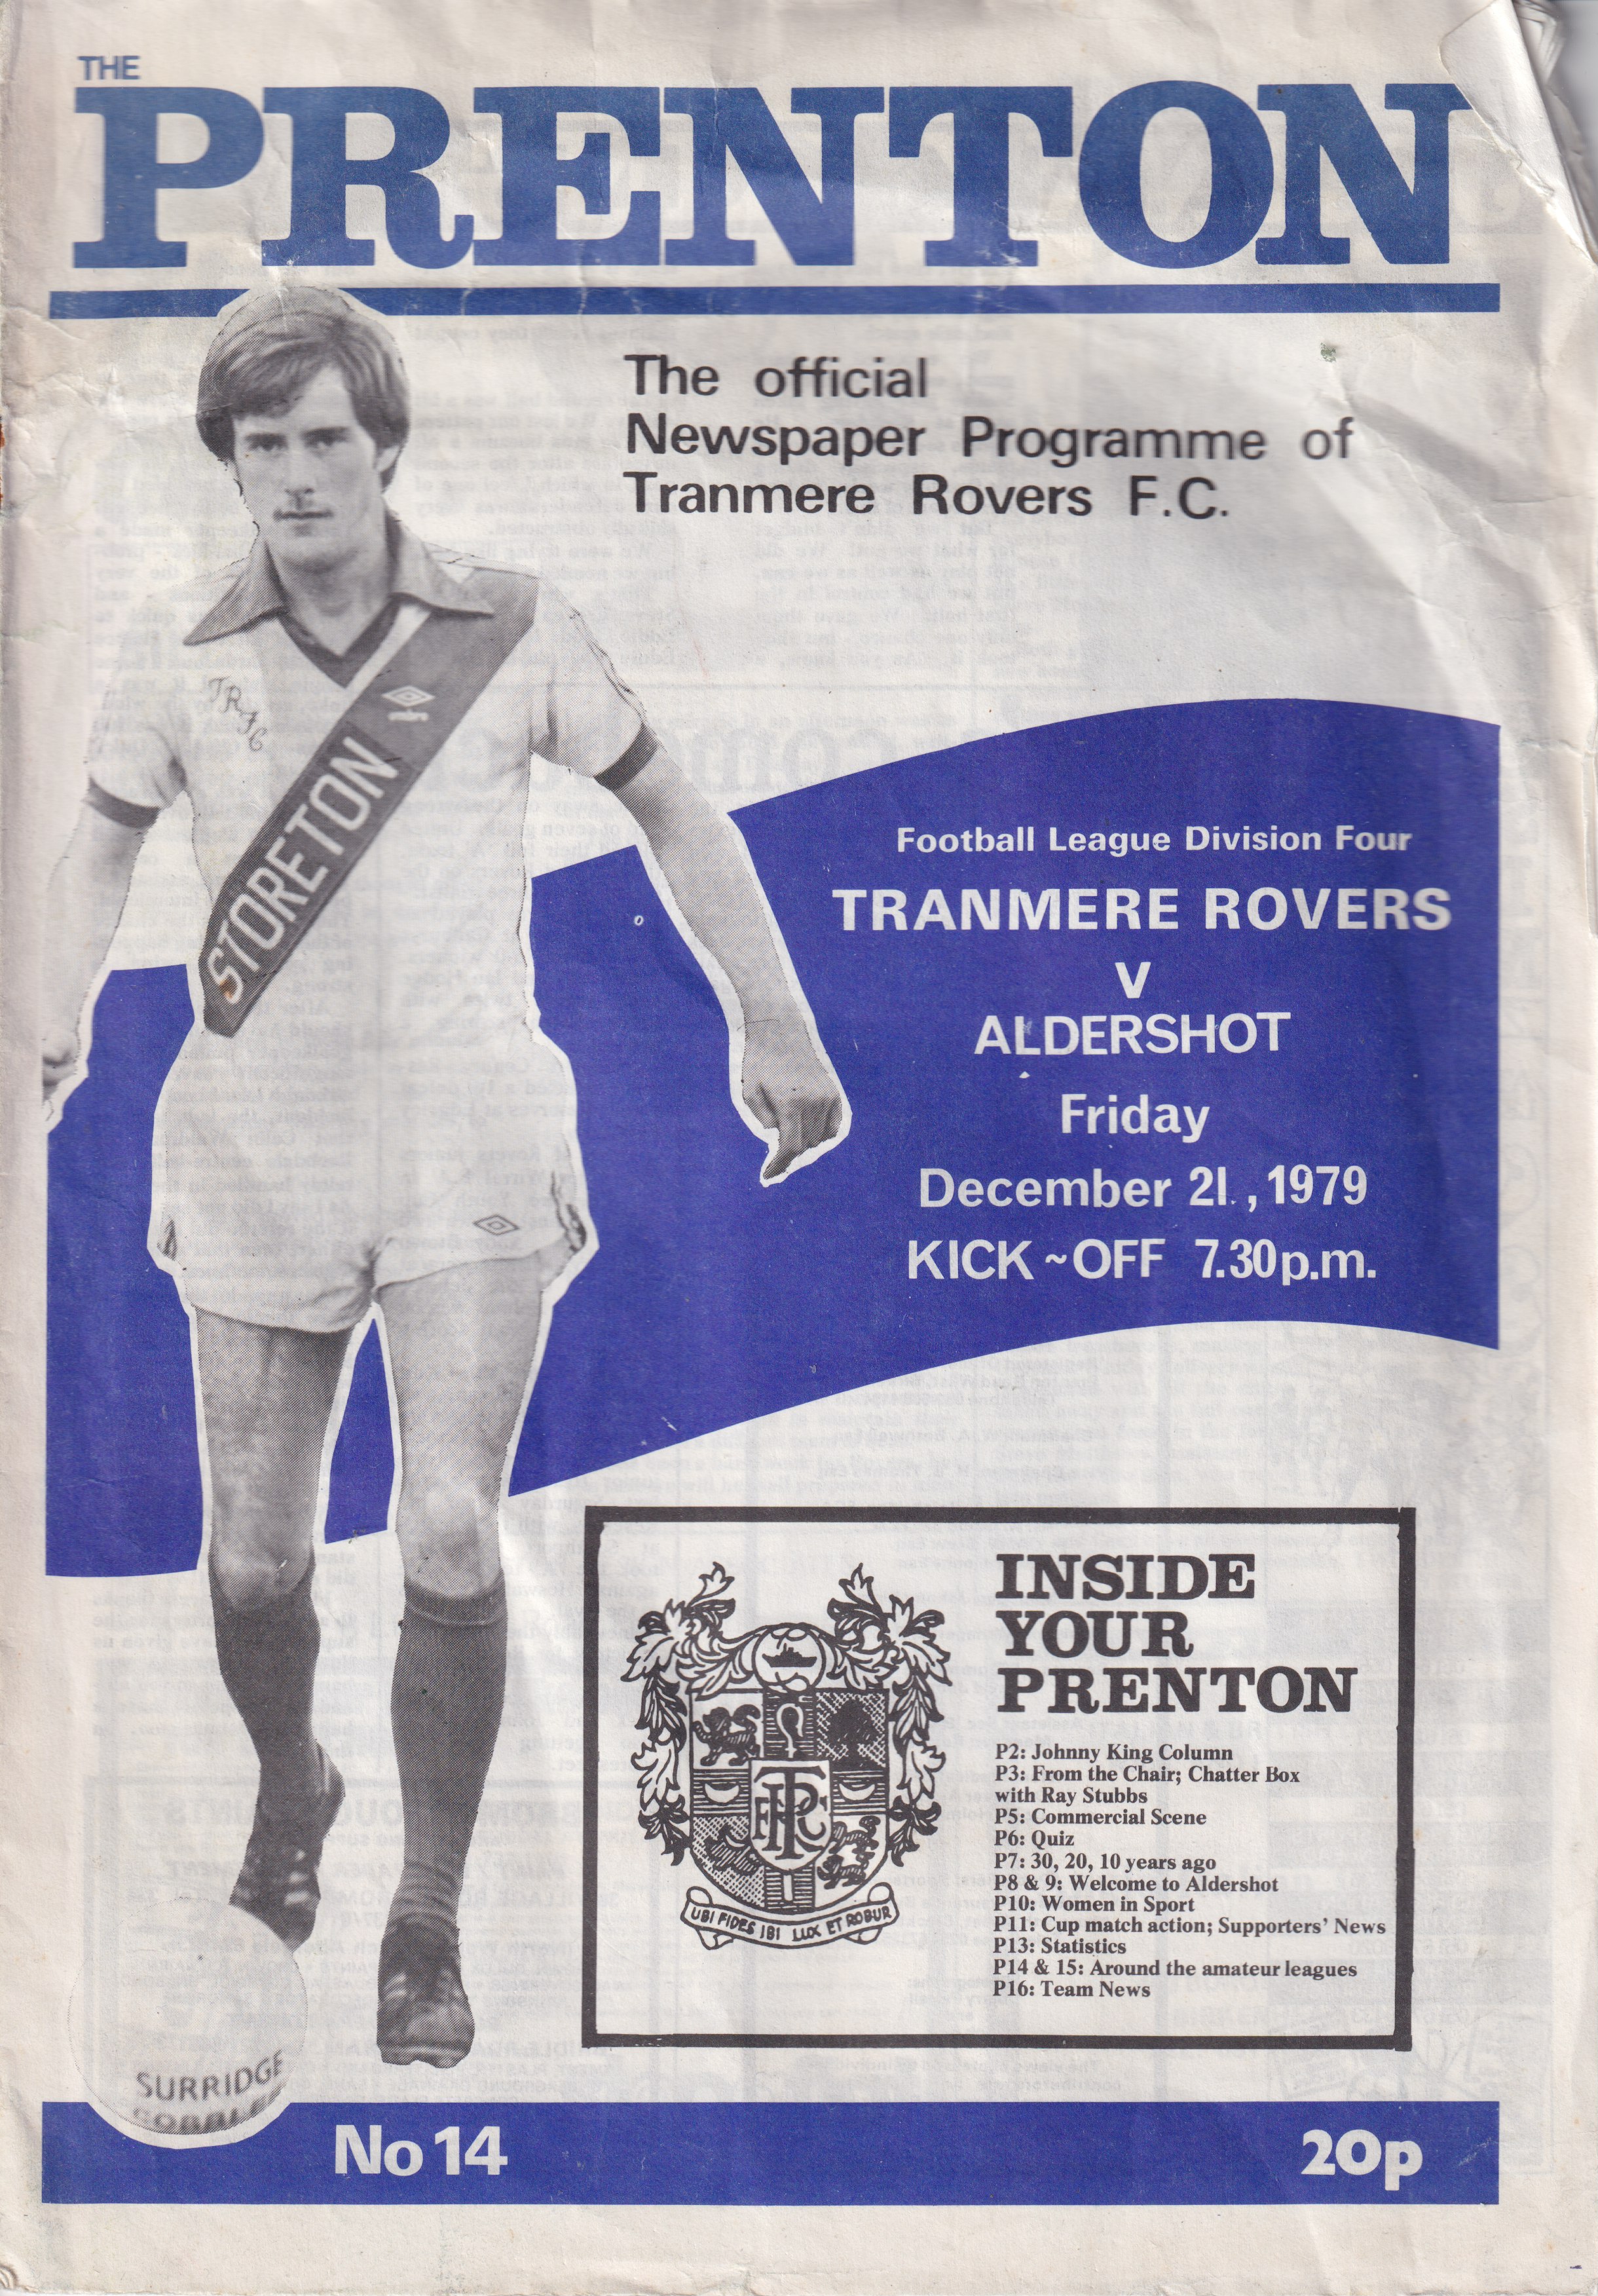 THE
PRENTON
The official
Newspaper Programme of
Tranmere Rovers F.C.
TRFC
STORETON
Football League Division Four
TRANMERE ROVERS
V
ALDERSHOT
Friday
December 21., 1979
KICK ~ OFF 7.30p.m.
INSIDE
YOUR
PRENTON
P2: Johnny King Column
P3: From the Chair; Chatter Box
with Ray Stubbs
P5: Commercial Scene
P6: Quiz
P7: 30, 20, 10 years ago
P8 & 9: Welcome to Aldershot
P10: Women in Sport
P11: Cup match action; Supporters' News
P13: Statistics
P14 & 15: Around the amateur leagues
P16: Team News
TRFC
UBI FIDES IBI LUX ET ROBUR
SURRIDGE
No 14
20p